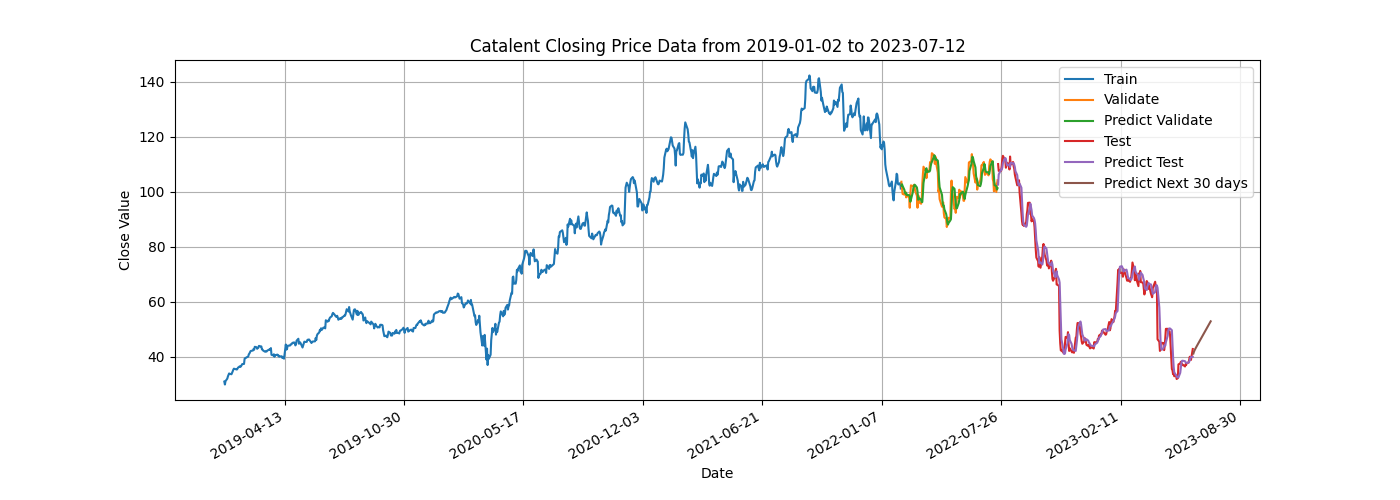 Catalent Closing Price Data from 2019-01-02 to 2023-07-12
Train
Validate
Predict Validate
Test
Predict Test
Predict Next 30 days
Close Value
140
120
100
80
60
40
2019-04-13
2019-10-30
2020-05-17
2020-12-03
2021-06-21
2022-01-07
2022-07-26
2023-02-11
2023-08-30
Date